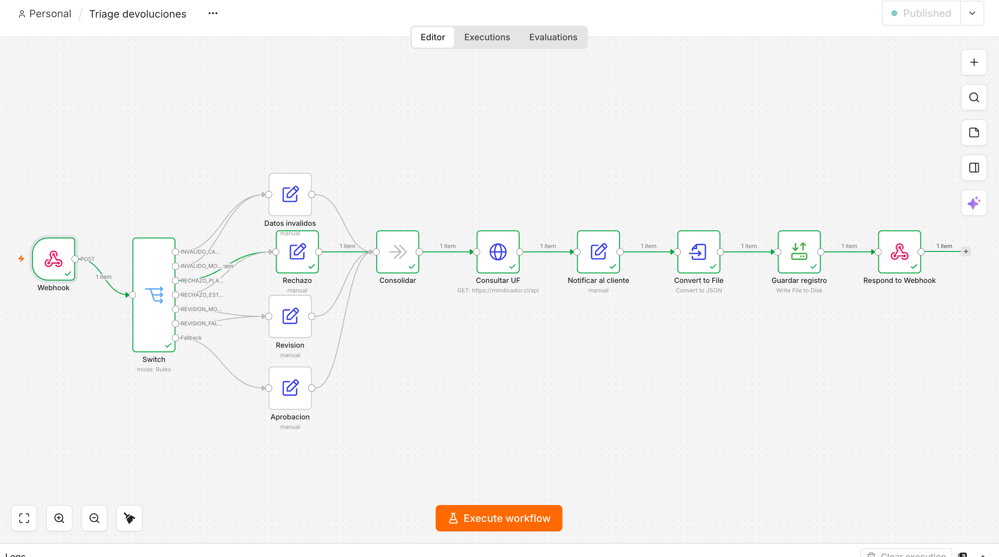 Personal / Triage devoluciones ...
Published
Editor Executions Evaluations
POST
1 item
Webhook
INVALIDO_CA...
INVALIDO_MO...
tem
RECHAZO_PLA...
RECHAZO_EST...
REVISION_MO...
REVISION_FAL...
Fallback
Switch
mode: Rules
Datos invalidos
manual
Rechazo
manual
Revision
manual
Aprobacion
manual
1 item
Consolidar
1 item
Consultar UF
GET: https://mindicador.cl/api
1 item
Notificar al cliente
manual
1 item
Convert to File
Convert to JSON
1 item
Guardar registro
Write File to Disk
1 item
Respond to Webhook
1 item
Execute workflow
Logs
Clear execution